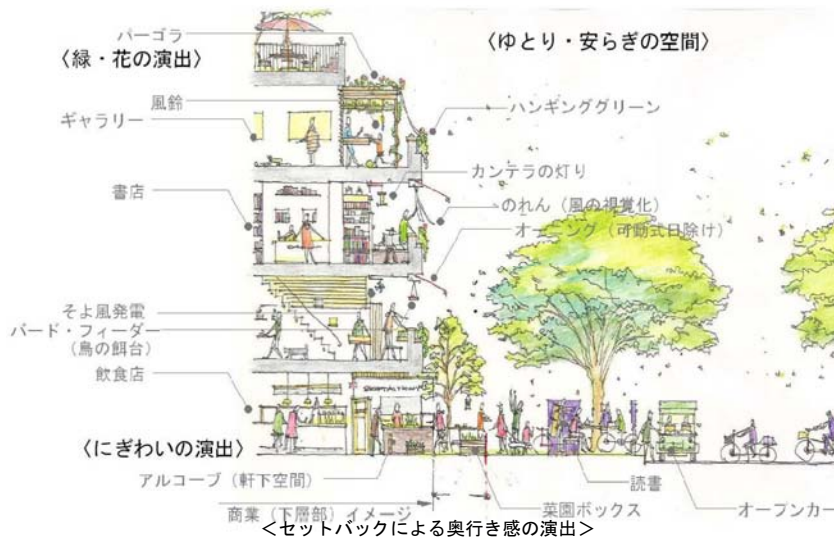 パーゴラ
〈緑・花の演出〉
〈ゆとり・安らぎの空間〉
風鈴
ギャラリー
ハンギンググリーン
カンテラの灯り
書店
のれん（風の視覚化）
オーニング（可動式日除け）
そよ風発電
バード・フィーダー
（鳥の餌台）
飲食店
〈にぎわいの演出〉
アルコーブ（軒下空間）
読書
商業（下層部）イメージ
菜園ボックス
オープンカー
＜セットバックによる奥行き感の演出＞